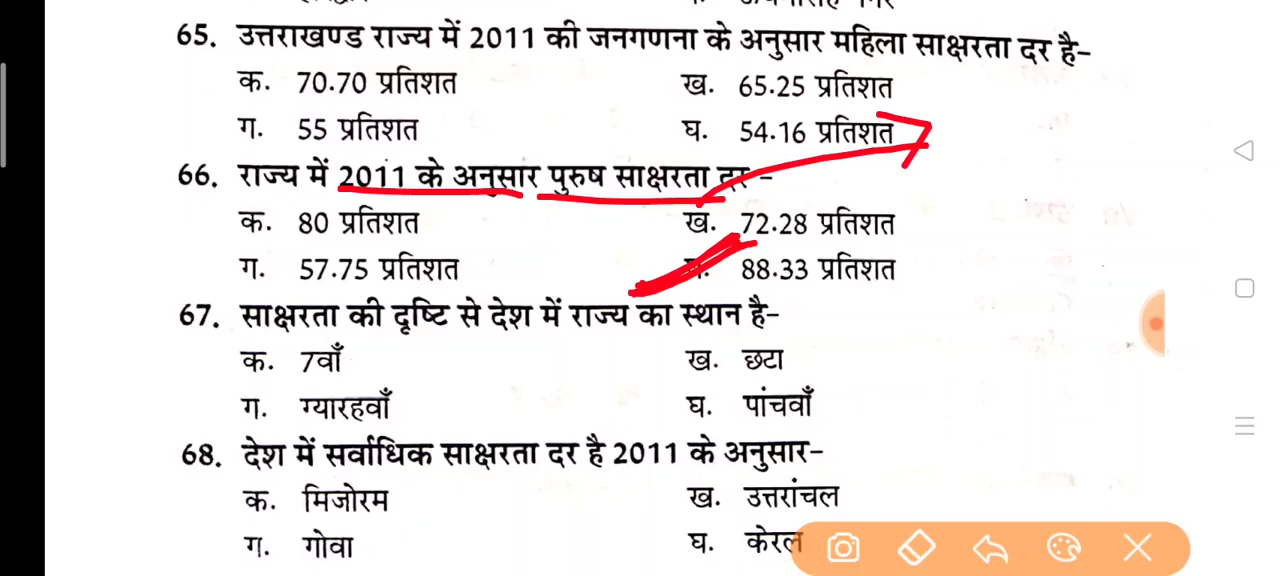 65. उत्तराखण्ड राज्य में 2011 की जनगणना के अनुसार महिला साक्षरता दर है-
क. 70.70 प्रतिशत ख. 65.25 प्रतिशत
ग. 55 प्रतिशत घ. 54.16 प्रतिशत
66. राज्य में 2011 के अनुसार पुरुष साक्षरता दर -
क. 80 प्रतिशत ख. 72.28 प्रतिशत
ग. 57.75 प्रतिशत 88.33 प्रतिशत
67. साक्षरता की दृष्टि से देश में राज्य का स्थान है-
क. 7वाँ ख. छटा
ग. ग्यारहवाँ घ. पांचवाँ
68. देश में सर्वाधिक साक्षरता दर है 2011 के अनुसार-
क. मिजोरम ख. उत्तरांचल
ग. गोवा घ. केरल